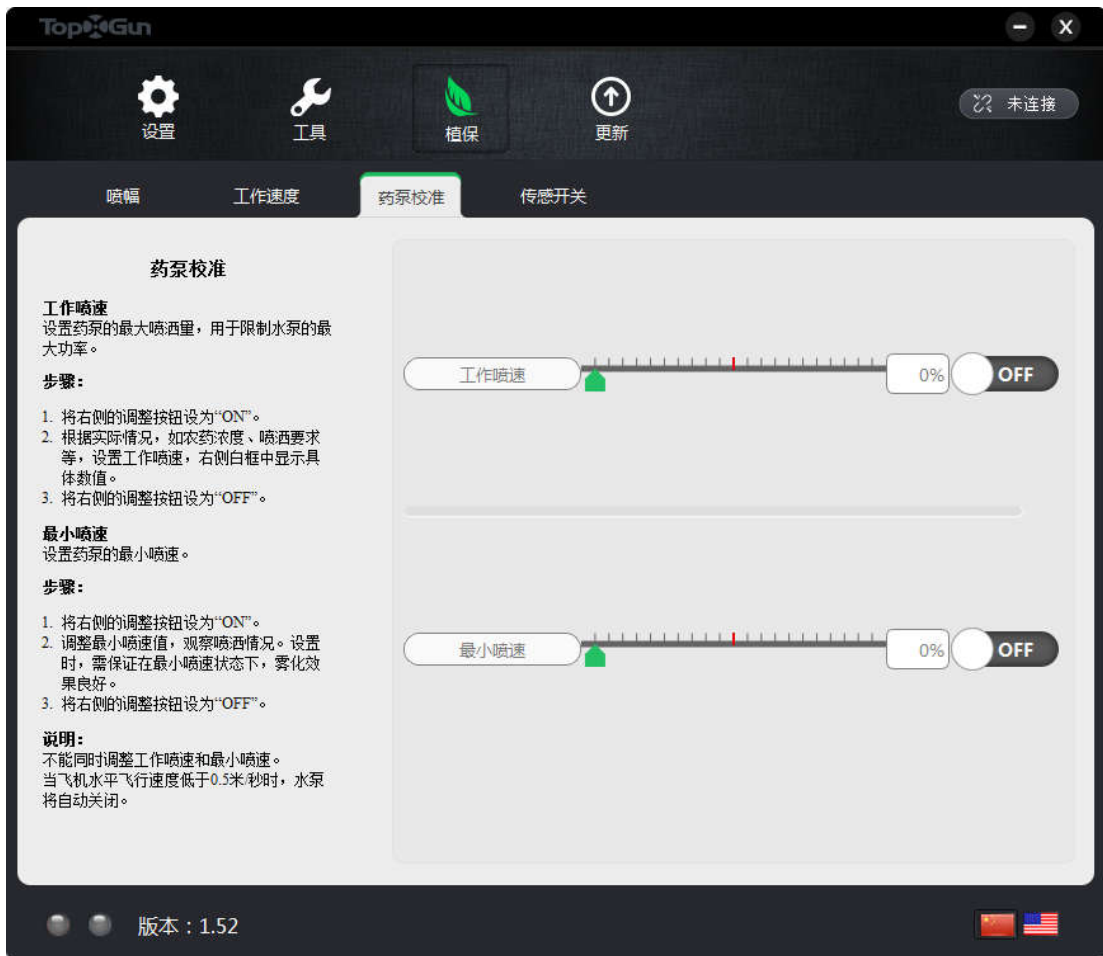 TopGun
设置
工具
植保
更新
未连接
喷幅
工作速度
药泵校准
传感开关
药泵校准
工作喷速
设置药泵的最大喷洒量，用于限制水泵的最
大功率。
步骤：
1. 将右侧的调整按钮设为“ON”。
2. 根据实际情况，如农药浓度、喷洒要求
等，设置工作喷速，右侧白框中显示具
体数值。
3. 将右侧的调整按钮设为“OFF”。
最小喷速
设置药泵的最小喷速。
步骤：
1. 将右侧的调整按钮设为“ON”。
2. 调整最小喷速值，观察喷洒情况。设置
时，需保证在最小喷速状态下，雾化效
果良好。
3. 将右侧的调整按钮设为“OFF”。
说明：
不能同时调整工作喷速和最小喷速。
当飞机水平飞行速度低于0.5米/秒时，水泵
将自动关闭。
工作喷速
0%
OFF
最小喷速
0%
OFF
版本：1.52